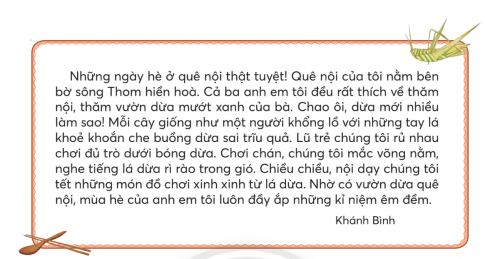 Những ngày hè ở quê nội thật tuyệt! Quê nội của tôi nằm bên
bờ sông Thom hiền hoà. Cả ba anh em tôi đều rất thích về thăm
nội, thăm vườn dừa mướt xanh của bà. Chao ôi, dừa mới nhiều
làm sao! Mỗi cây giống như một người khổng lồ với những tay lá
khoẻ khoắn che buồng dừa sai trĩu quả. Lũ trẻ chúng tôi rủ nhau
chơi đủ trò dưới bóng dừa. Chơi chán, chúng tôi mắc võng nằm,
nghe tiếng lá dừa rì rào trong gió. Chiều chiều, nội dạy chúng tôi
tết những món đồ chơi xinh xinh từ lá dừa. Nhờ có vườn dừa quê
nội, mùa hè của anh em tôi luôn đầy ắp những kỉ niệm êm đềm.
Khánh Bình